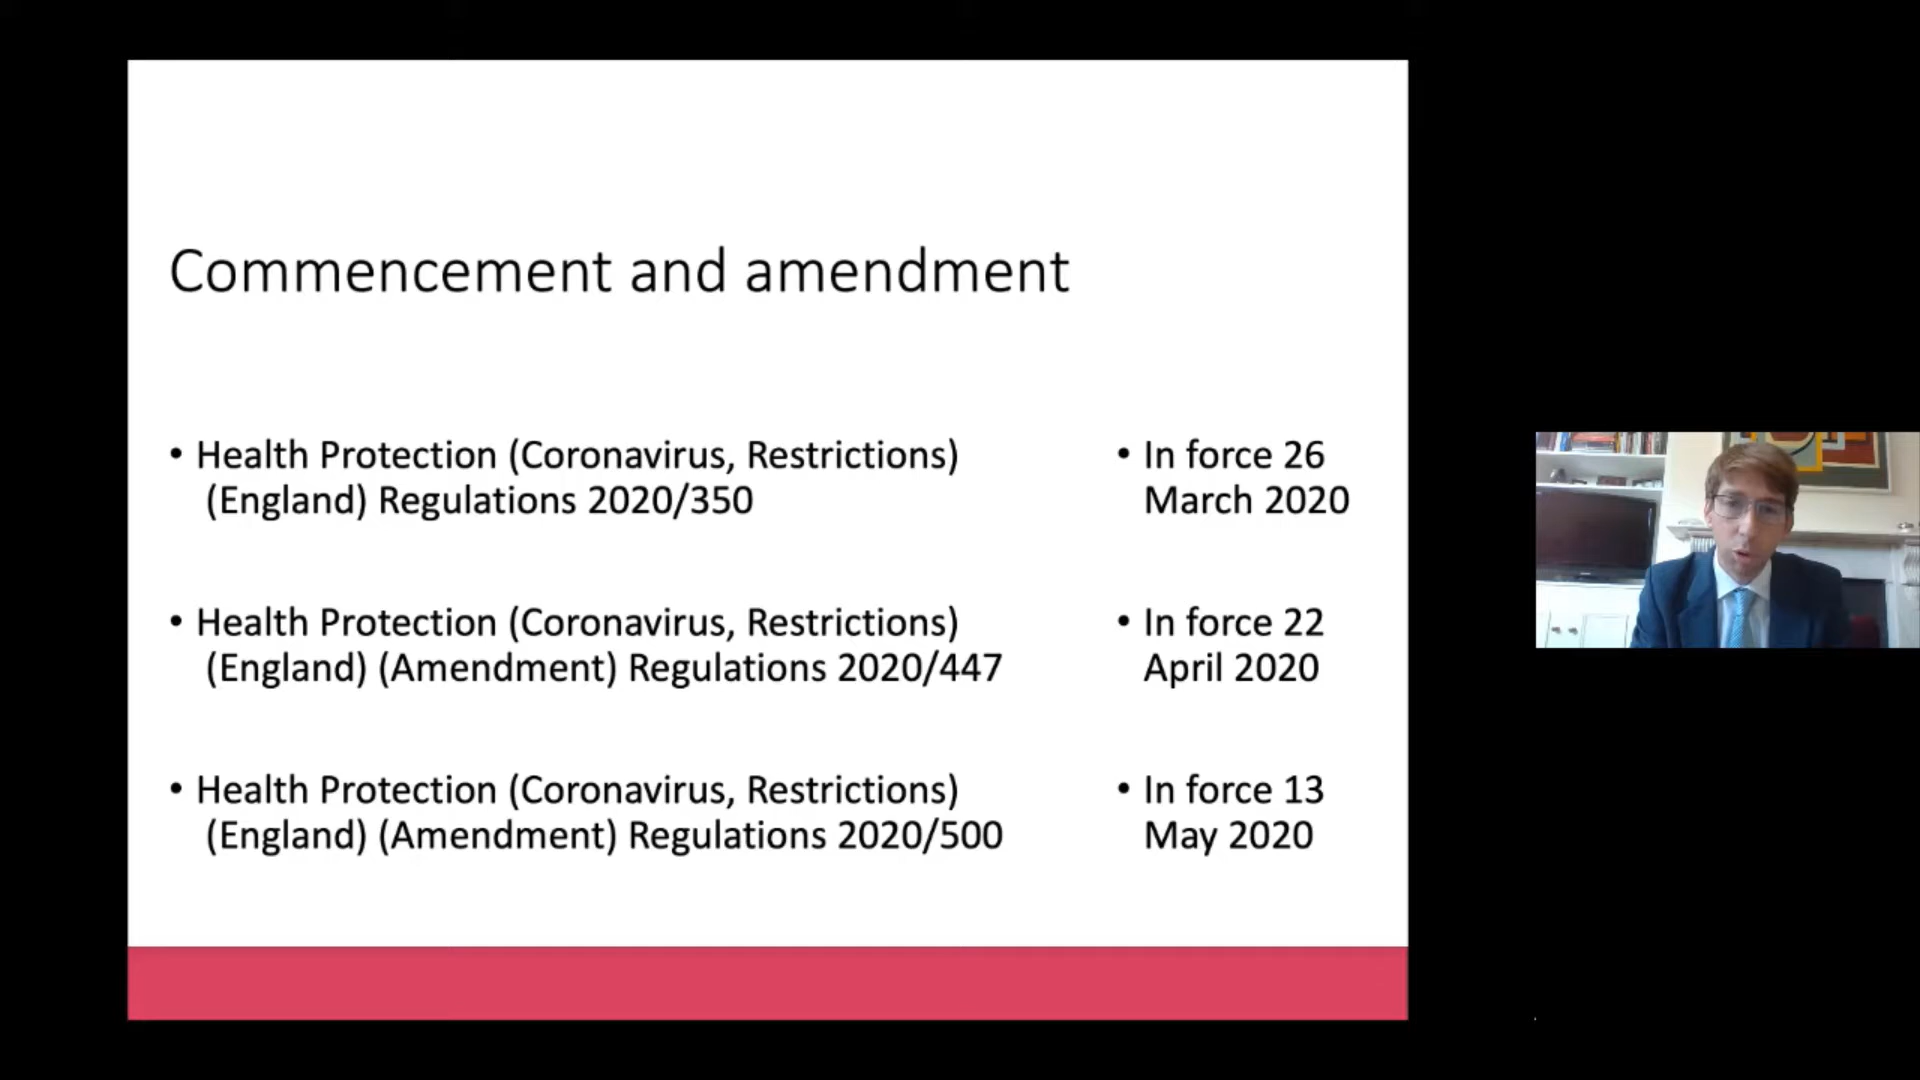 Commencement and amendment
• Health Protection (Coronavirus, Restrictions)
(England) Regulations 2020/350
• In force 26
March 2020
• Health Protection (Coronavirus, Restrictions)
(England) (Amendment) Regulations 2020/447
• In force 22
April 2020
• Health Protection (Coronavirus, Restrictions)
(England) (Amendment) Regulations 2020/500
• In force 13
May 2020